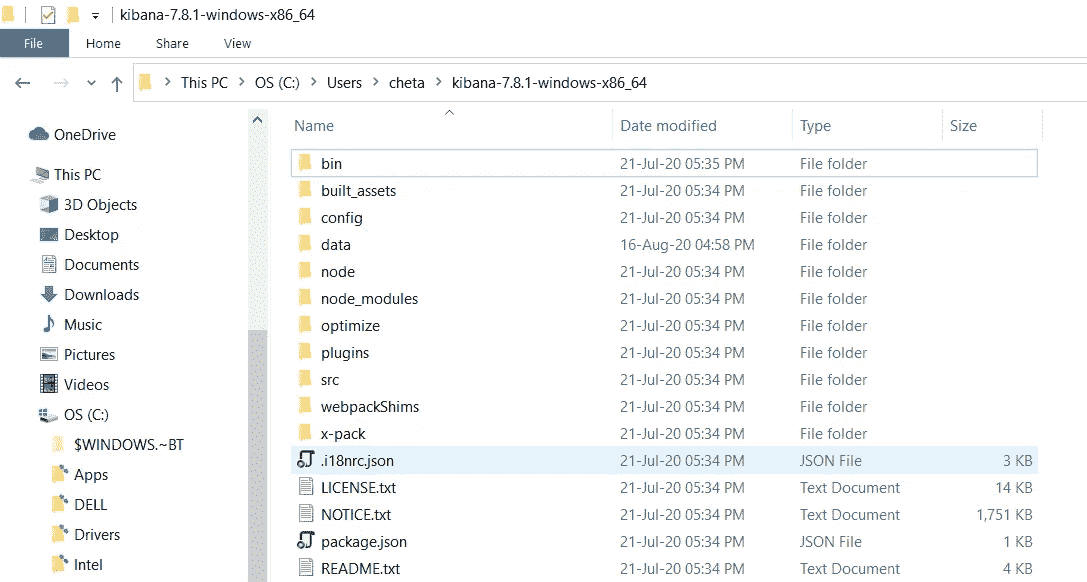 kibana-7.8.1-windows-x86_64
File Home Share View
This PC > OS (C:) > Users > cheta > kibana-7.8.1-windows-x86_64
Name Date modified Type Size
OneDrive
This PC
3D Objects
Desktop
Documents
Downloads
Music
Pictures
Videos
OS (C:)
$WINDOWS.~BT
Apps
DELL
Drivers
Intel
bin 21-Jul-20 05:35 PM File folder
built_assets 21-Jul-20 05:34 PM File folder
config 21-Jul-20 05:34 PM File folder
data 16-Aug-20 04:58 PM File folder
node 21-Jul-20 05:34 PM File folder
node_modules 21-Jul-20 05:34 PM File folder
optimize 21-Jul-20 05:34 PM File folder
plugins 21-Jul-20 05:34 PM File folder
src 21-Jul-20 05:34 PM File folder
webpackShims 21-Jul-20 05:34 PM File folder
x-pack 21-Jul-20 05:34 PM File folder
.i18nrc.json 21-Jul-20 05:34 PM JSON File 3 KB
LICENSE.txt 21-Jul-20 05:34 PM Text Document 14 KB
NOTICE.txt 21-Jul-20 05:34 PM Text Document 1,751 KB
package.json 21-Jul-20 05:34 PM JSON File 1 KB
README.txt 21-Jul-20 05:34 PM Text Document 4 KB